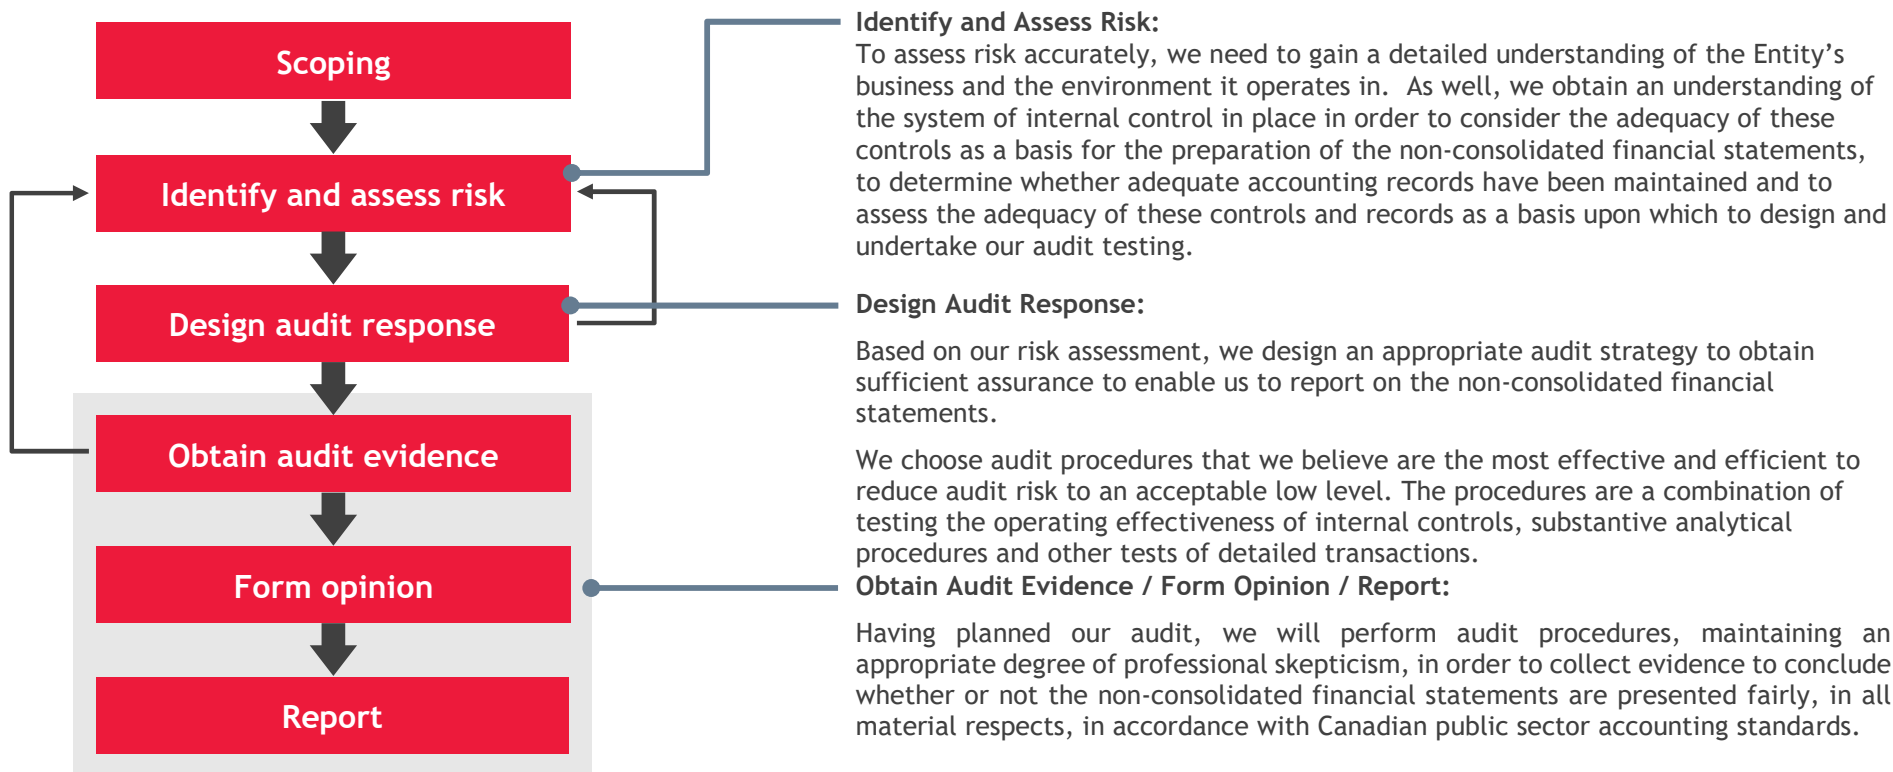 Scoping
Identify and assess risk
Design audit response
Obtain audit evidence
Form opinion
Report
Identify and Assess Risk:
To assess risk accurately, we need to gain a detailed understanding of the Entity’s
business and the environment it operates in.  As well, we obtain an understanding of
the system of internal control in place in order to consider the adequacy of these
controls as a basis for the preparation of the non-consolidated financial statements,
to determine whether adequate accounting records have been maintained and to
assess the adequacy of these controls and records as a basis upon which to design and
undertake our audit testing.
Design Audit Response:
Based on our risk assessment, we design an appropriate audit strategy to obtain
sufficient assurance to enable us to report on the non-consolidated financial
statements.
We choose audit procedures that we believe are the most effective and efficient to
reduce audit risk to an acceptable low level. The procedures are a combination of
testing the operating effectiveness of internal controls, substantive analytical
procedures and other tests of detailed transactions.
Obtain Audit Evidence / Form Opinion / Report:
Having planned our audit, we will perform audit procedures, maintaining an
appropriate degree of professional skepticism, in order to collect evidence to conclude
whether or not the non-consolidated financial statements are presented fairly, in all
material respects, in accordance with Canadian public sector accounting standards.